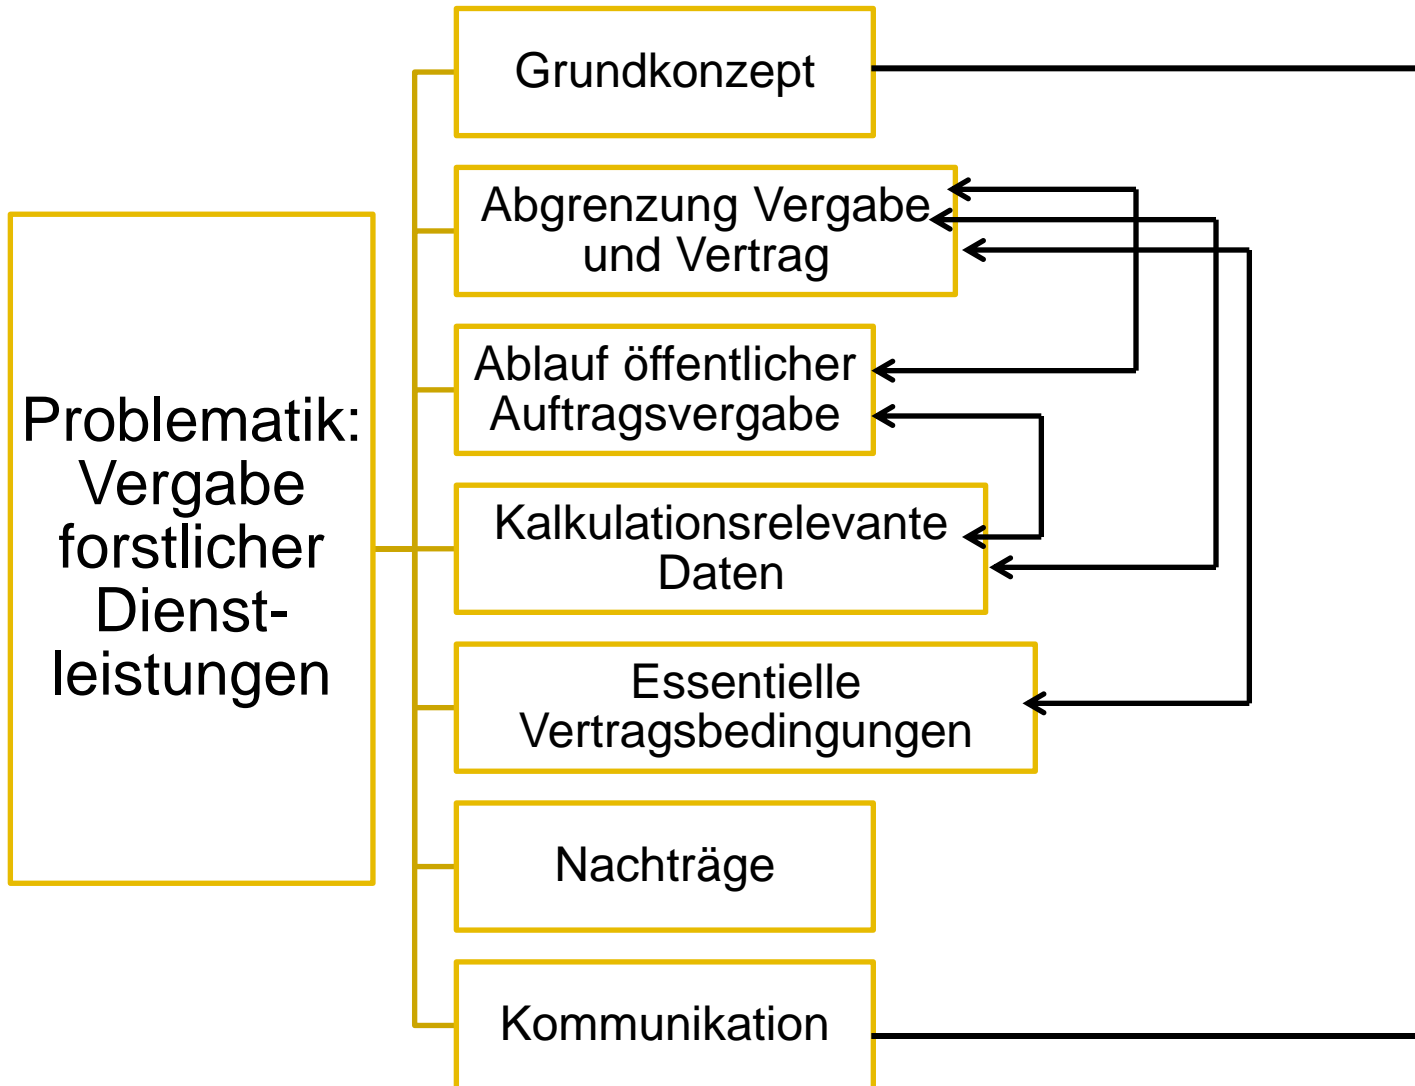 Problematik:
Vergabe
forstlicher
Dienst-
leistungen
Grundkonzept
Abgrenzung Vergabe
und Vertrag
Ablauf öffentlicher
Auftragsvergabe
Kalkulationsrelevante
Daten
Essentielle
Vertragsbedingungen
Nachträge
Kommunikation